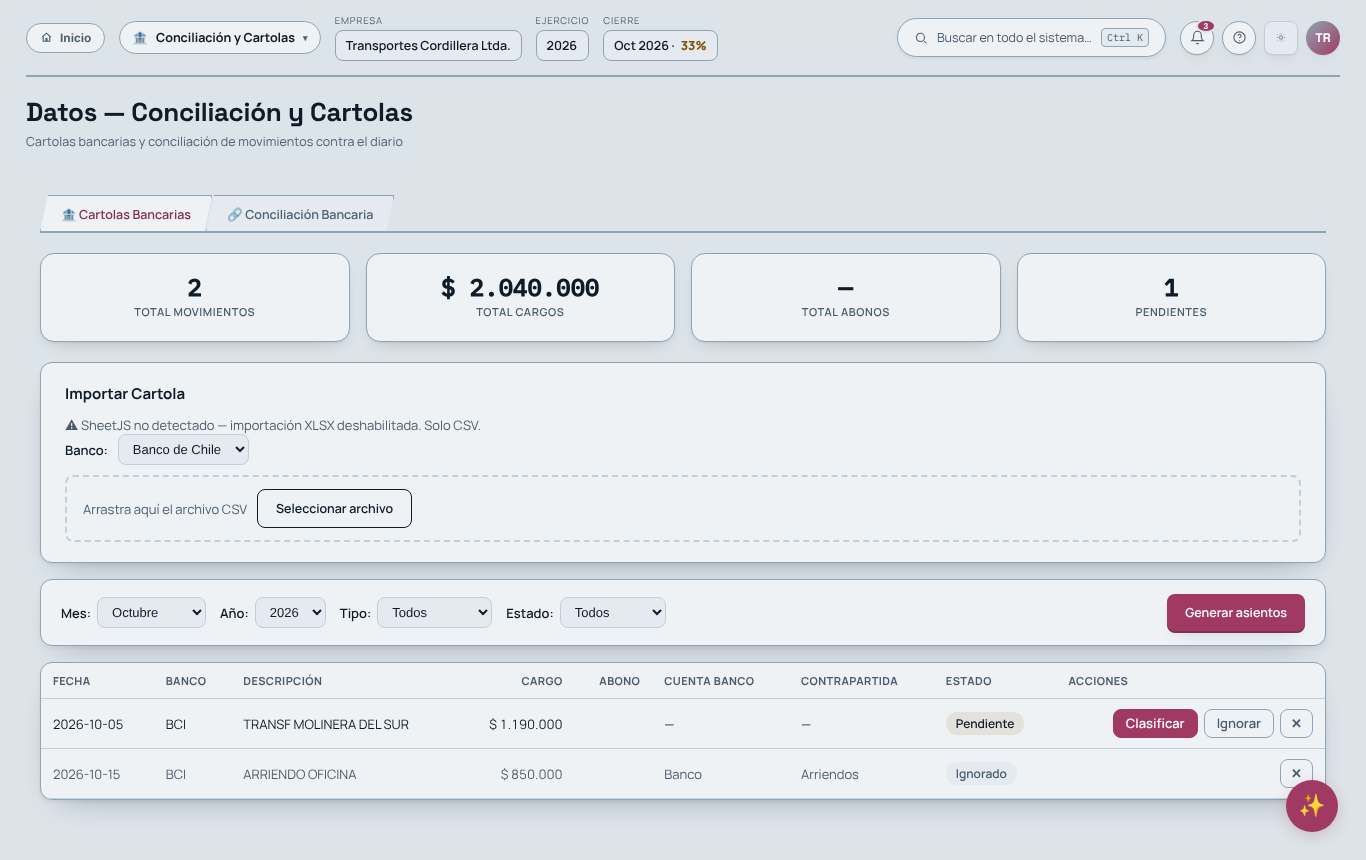 Inicio
Conciliación y Cartolas
EMPRESA
Transportes Cordillera Ltda.
EJERCICIO
2026
CIERRE
Oct 2026 · 33%
Buscar en todo el sistema... Ctrl K
3
TR
Datos — Conciliación y Cartolas
Cartolas bancarias y conciliación de movimientos contra el diario
Cartolas Bancarias
Conciliación Bancaria
2
TOTAL MOVIMIENTOS
$ 2.040.000
TOTAL CARGOS
—
TOTAL ABONOS
1
PENDIENTES
Importar Cartola
⚠ SheetJS no detectado — importación XLSX deshabilitada. Solo CSV.
Banco: Banco de Chile
Arrastra aquí el archivo CSV Seleccionar archivo
Mes: Octubre Año: 2026 Tipo: Todos Estado: Todos Generar asientos
FECHA BANCO DESCRIPCIÓN CARGO ABONO CUENTA BANCO CONTRAPARTIDA ESTADO ACCIONES
2026-10-05 BCI TRANSF MOLINERA DEL SUR $ 1.190.000 — — Pendiente Clasificar Ignorar ✕
2026-10-15 BCI ARRIENDO OFICINA $ 850.000 Banco Arriendos Ignorado ✕